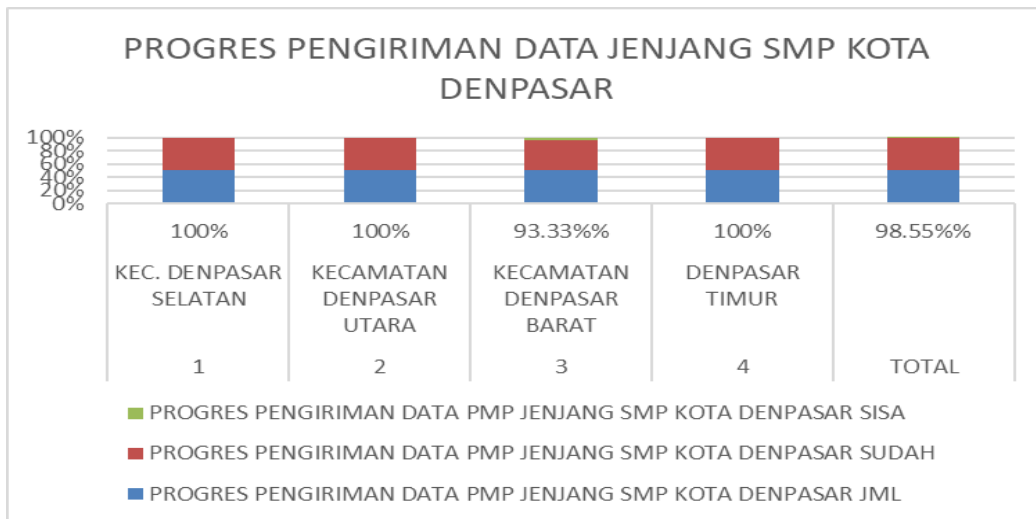 PROGRES PENGIRIMAN DATA JENJANG SMP KOTA
DENPASAR
100%
80%
60%
40%
20%
0%
100%
100%
93.33%%
100%
98.55%%
KEC. DENPASAR
SELATAN
KECAMATAN
DENPASAR
UTARA
KECAMATAN
DENPASAR
BARAT
DENPASAR
TIMUR
1
2
3
4
TOTAL
PROGRES PENGIRIMAN DATA PMP JENJANG SMP KOTA DENPASAR SISA
PROGRES PENGIRIMAN DATA PMP JENJANG SMP KOTA DENPASAR SUDAH
PROGRES PENGIRIMAN DATA PMP JENJANG SMP KOTA DENPASAR JML